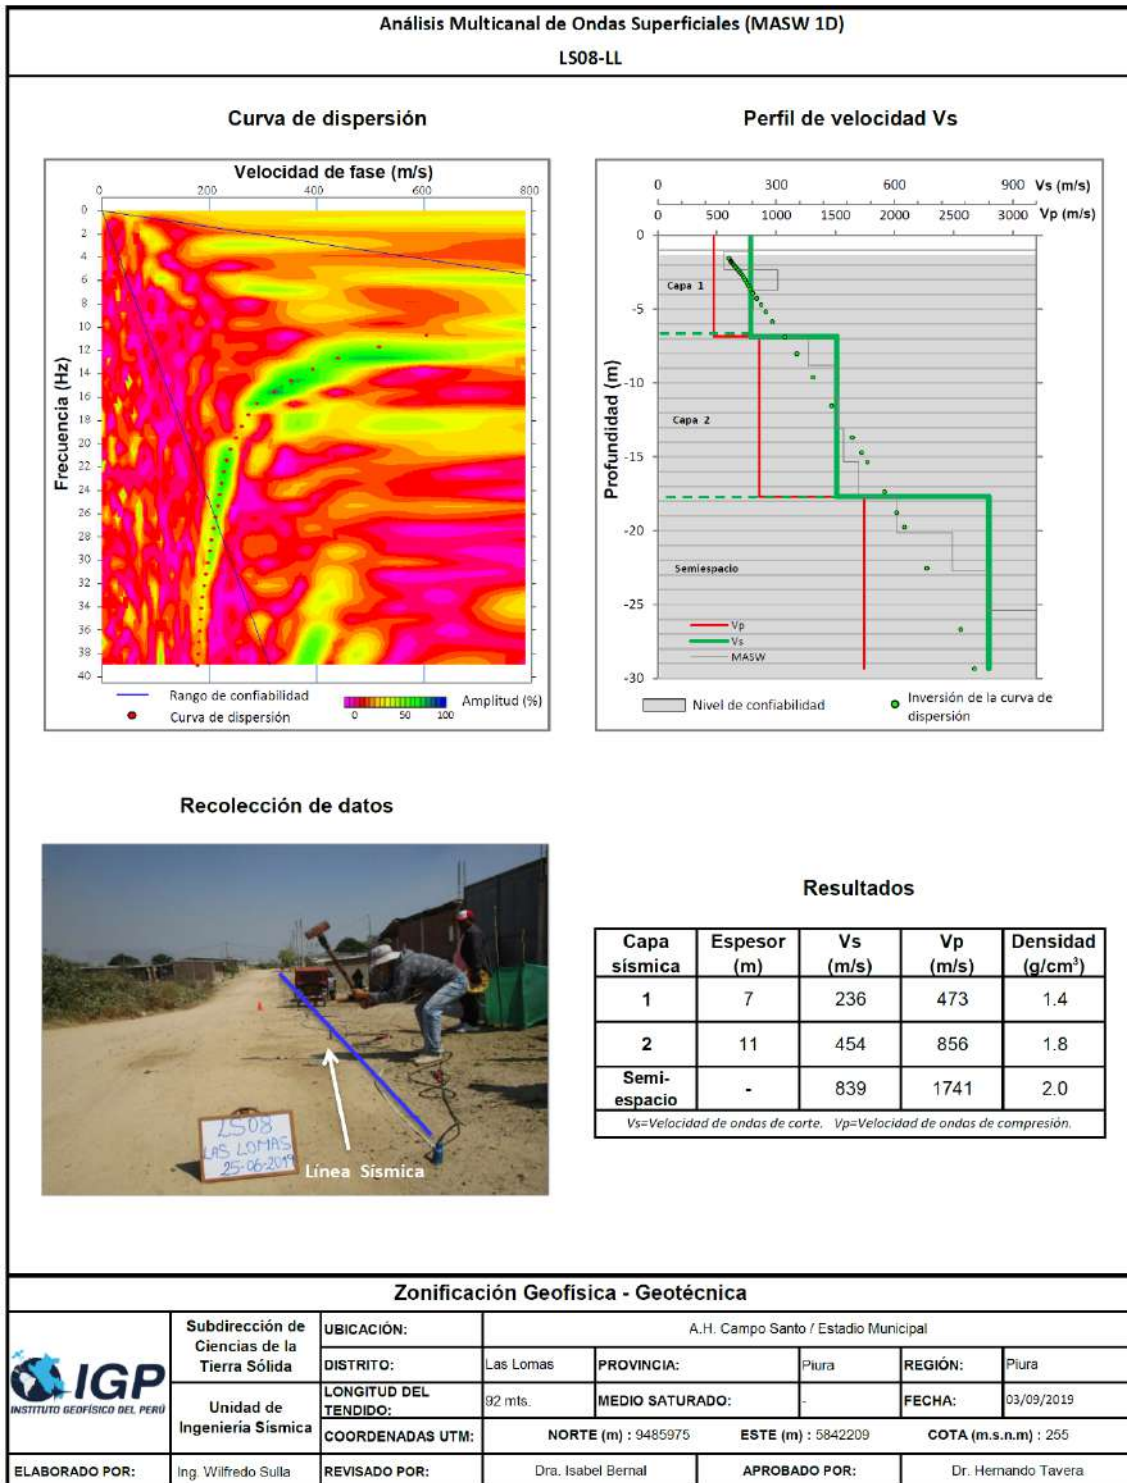 Análisis Multicanal de Ondas Superficiales (MASW 1D)
LS08-LL
Curva de dispersión
Velocidad de fase (m/s)
0 200 400 600 800
Frecuencia (Hz)
0
2
4
6
8
10
12
14
16
18
20
22
24
26
28
30
32
34
36
38
40
Rango de confiabilidad
Curva de dispersión
Amplitud (%)
0 50 100
Perfil de velocidad Vs
0 300 600 900 Vs (m/s)
0 500 1000 1500 2000 2500 3000 Vp (m/s)
Profundidad (m)
0
-5
-10
-15
-20
-25
-30
Capa 1
Capa 2
Semiespacio
Vp
Vs
MASW
Nivel de confiabilidad
Inversión de la curva de
dispersión
Recolección de datos
LS08
LAS LOMAS
25-06-2019
Línea Sísmica
Resultados
Capa sísmica Espesor (m) Vs (m/s) Vp (m/s) Densidad (g/cm³)
1 7 236 473 1.4
2 11 454 856 1.8
Semi-espacio - 839 1741 2.0
Vs=Velocidad de ondas de corte. Vp=Velocidad de ondas de compresión.
Zonificación Geofísica - Geotécnica
IGP
INSTITUTO GEOFÍSICO DEL PERÚ
Subdirección de
Ciencias de la
Tierra Sólida
Unidad de
Ingeniería Sísmica
UBICACIÓN: A.H. Campo Santo / Estadio Municipal
DISTRITO: Las Lomas PROVINCIA: Piura REGIÓN: Piura
LONGITUD DEL TENDIDO: 92 mts. MEDIO SATURADO: - FECHA: 03/09/2019
COORDENADAS UTM: NORTE (m) : 9485975 ESTE (m) : 5842209 COTA (m.s.n.m) : 255
ELABORADO POR: Ing. Wilfredo Sulla REVISADO POR: Dra. Isabel Bernal APROBADO POR: Dr. Hernando Tavera